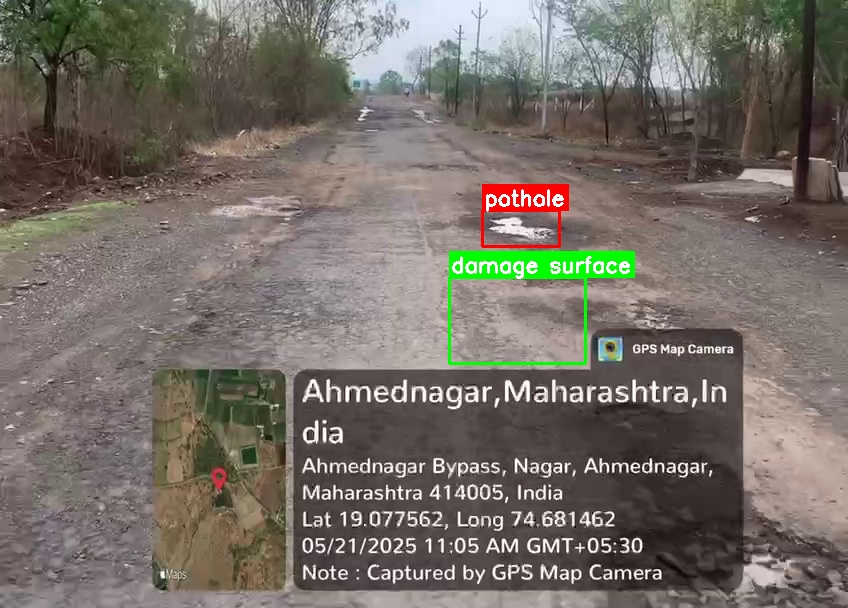 pothole
damage surface
GPS Map Camera
Ahmednagar,Maharashtra,In
dia
Ahmednagar Bypass, Nagar, Ahmednagar,
Maharashtra 414005, India
Lat 19.077562, Long 74.681462
05/21/2025 11:05 AM GMT+05:30
Note : Captured by GPS Map Camera
Maps